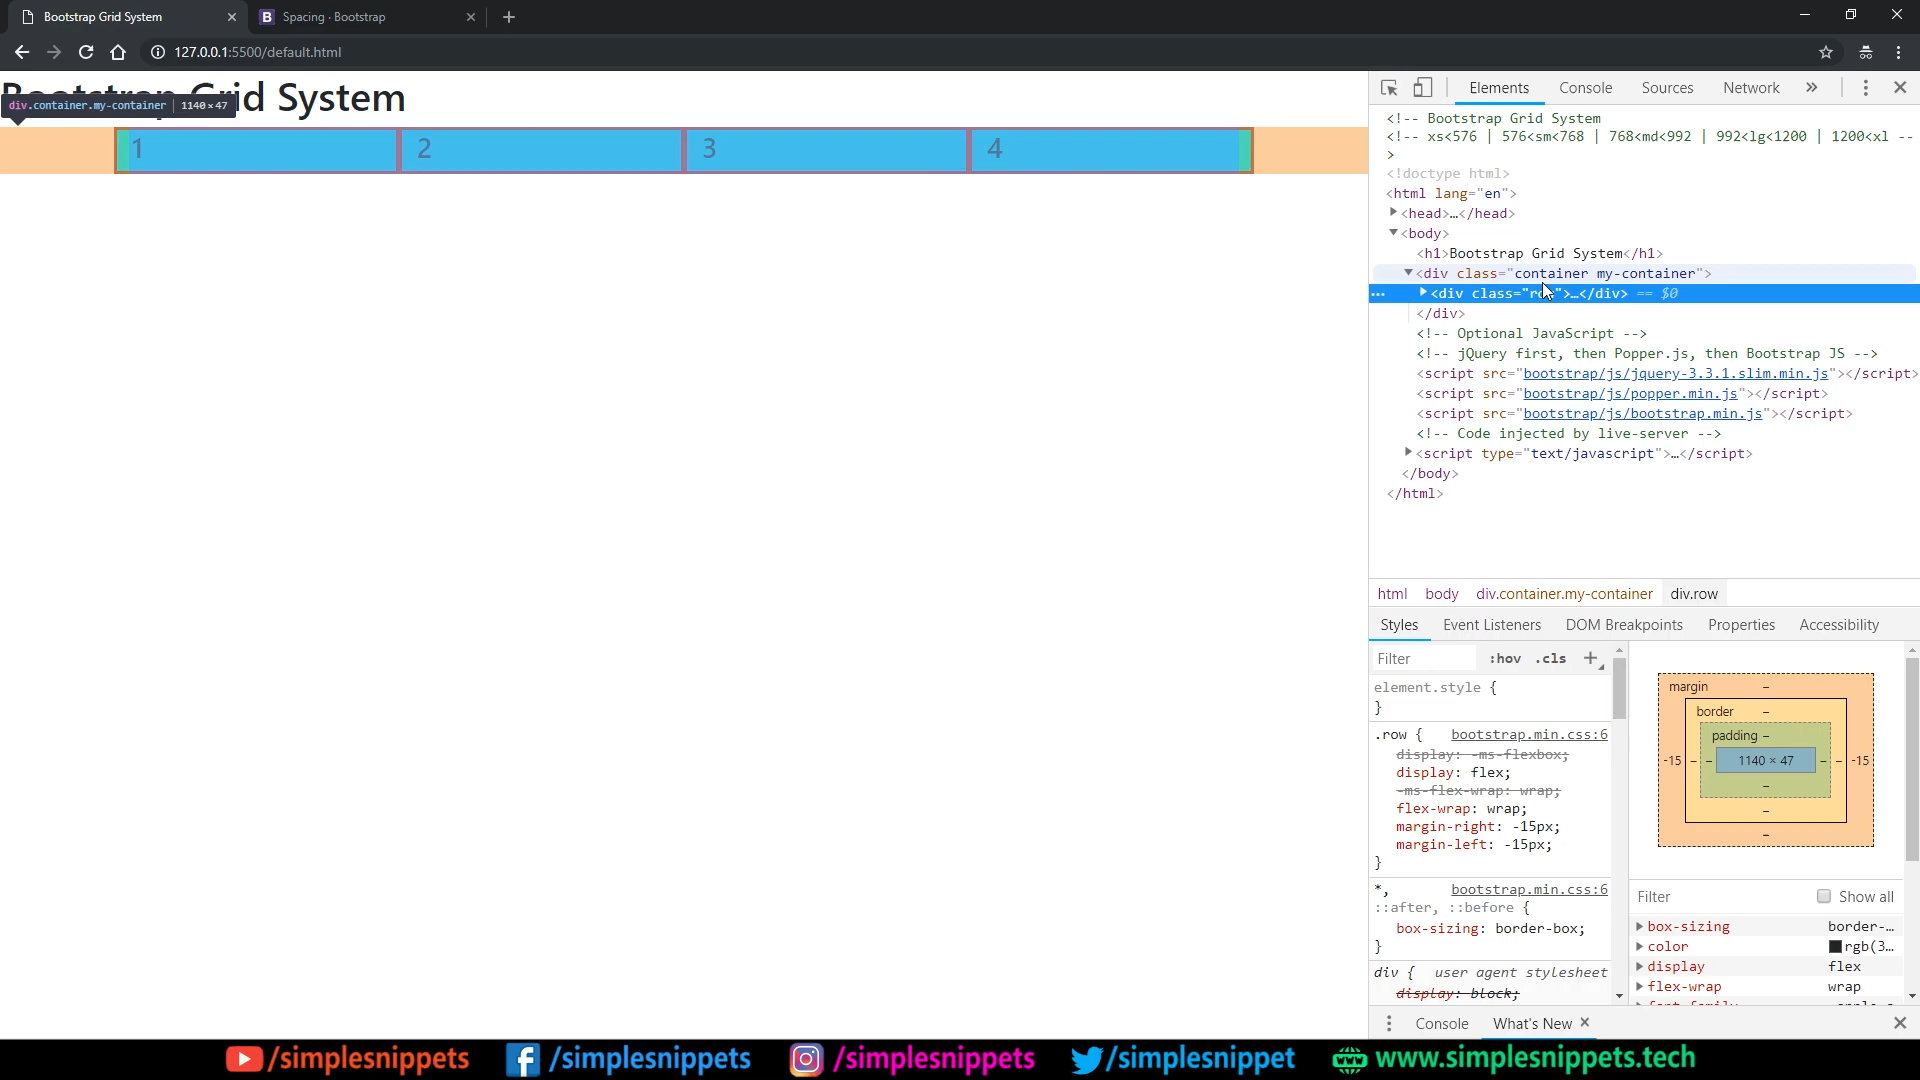 Bootstrap Grid System
Spacing · Bootstrap
127.0.0.1:5500/default.html
Bootstrap Grid System
div.container.my-container | 1140×47
1 2 3 4
Elements Console Sources Network
<!-- Bootstrap Grid System
<!-- xs<576 | 576<sm<768 | 768<md<992 | 992<lg<1200 | 1200<xl --
>
<!doctype html>
<html lang="en">
<head>…</head>
<body>
<h1>Bootstrap Grid System</h1>
<div class="container my-container">
<div class="row">…</div> == $0
</div>
<!-- Optional JavaScript -->
<!-- jQuery first, then Popper.js, then Bootstrap JS -->
<script src="bootstrap/js/jquery-3.3.1.slim.min.js"></script>
<script src="bootstrap/js/popper.min.js"></script>
<script src="bootstrap/js/bootstrap.min.js"></script>
<!-- Code injected by live-server -->
<script type="text/javascript">…</script>
</body>
</html>
html body div.container.my-container div.row
Styles Event Listeners DOM Breakpoints Properties Accessibility
Filter :hov .cls +
element.style {
}
.row { bootstrap.min.css:6
display: -ms-flexbox;
display: flex;
-ms-flex-wrap: wrap;
flex-wrap: wrap;
margin-right: -15px;
margin-left: -15px;
}
*, bootstrap.min.css:6
::after, ::before {
box-sizing: border-box;
}
div { user agent stylesheet
display: block;
margin –
border –
padding –
-15 – – 1140 × 47 – – -15
–
–
–
Filter Show all
box-sizing border-…
color rgb(3…
display flex
flex-wrap wrap
Console What's New
/simplesnippets /simplesnippets /simplesnippets /simplesnippet www.simplesnippets.tech